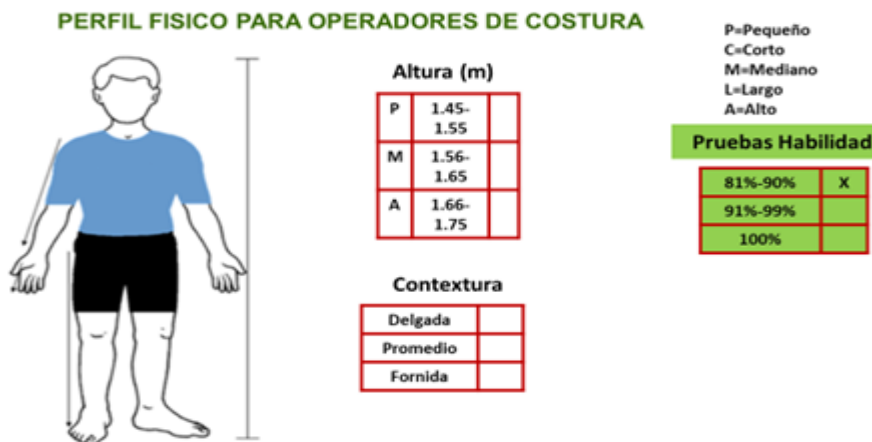 PERFIL FISICO PARA OPERADORES DE COSTURA
P=Pequeño
C=Corto
M=Mediano
L=Largo
A=Alto
Altura (m)
P 1.45-
1.55
M 1.56-
1.65
A 1.66-
1.75
Pruebas Habilidad
81%-90% X
91%-99%
100%
Contextura
Delgada
Promedio
Fornida